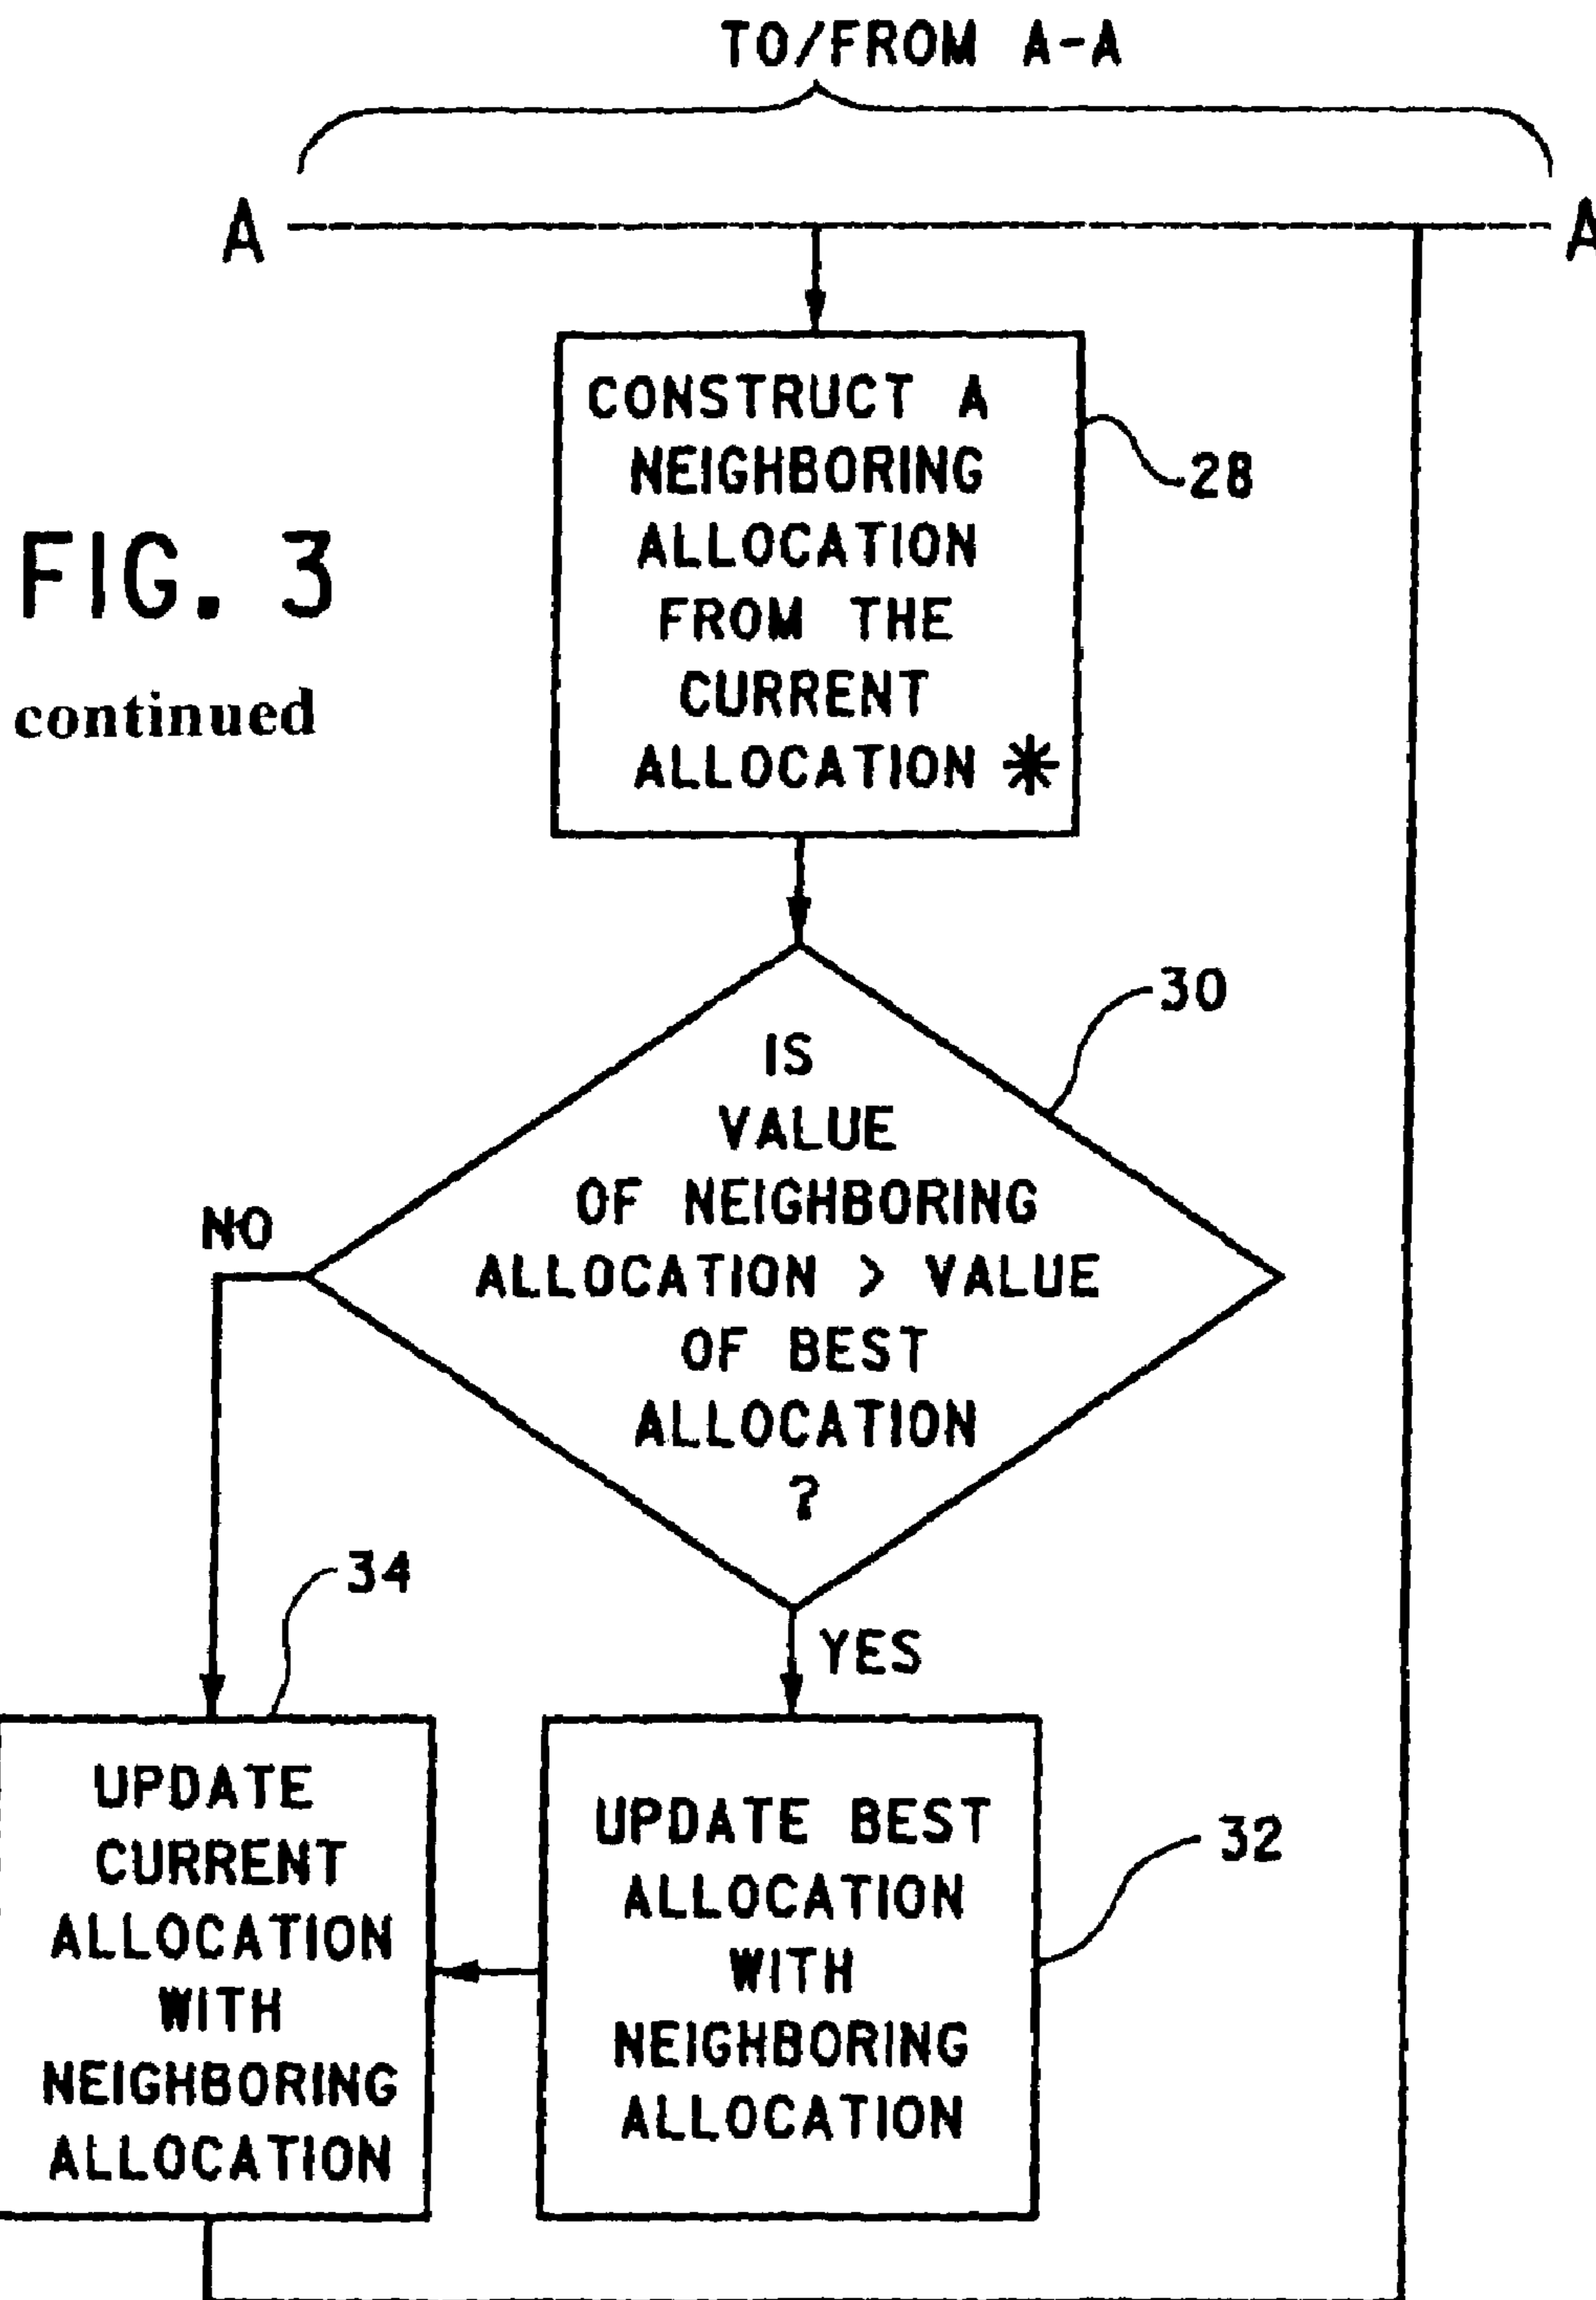 TO/FROM A-A
A
A
CONSTRUCT A
NEIGHBORING
ALLOCATION
FROM THE
CURRENT
ALLOCATION *
28
FIG. 3
continued
30
IS
VALUE
OF NEIGHBORING
ALLOCATION > VALUE
OF BEST
ALLOCATION
?
NO
34
YES
UPDATE
CURRENT
ALLOCATION
WITH
NEIGHBORING
ALLOCATION
UPDATE BEST
ALLOCATION
WITH
NEIGHBORING
ALLOCATION
32